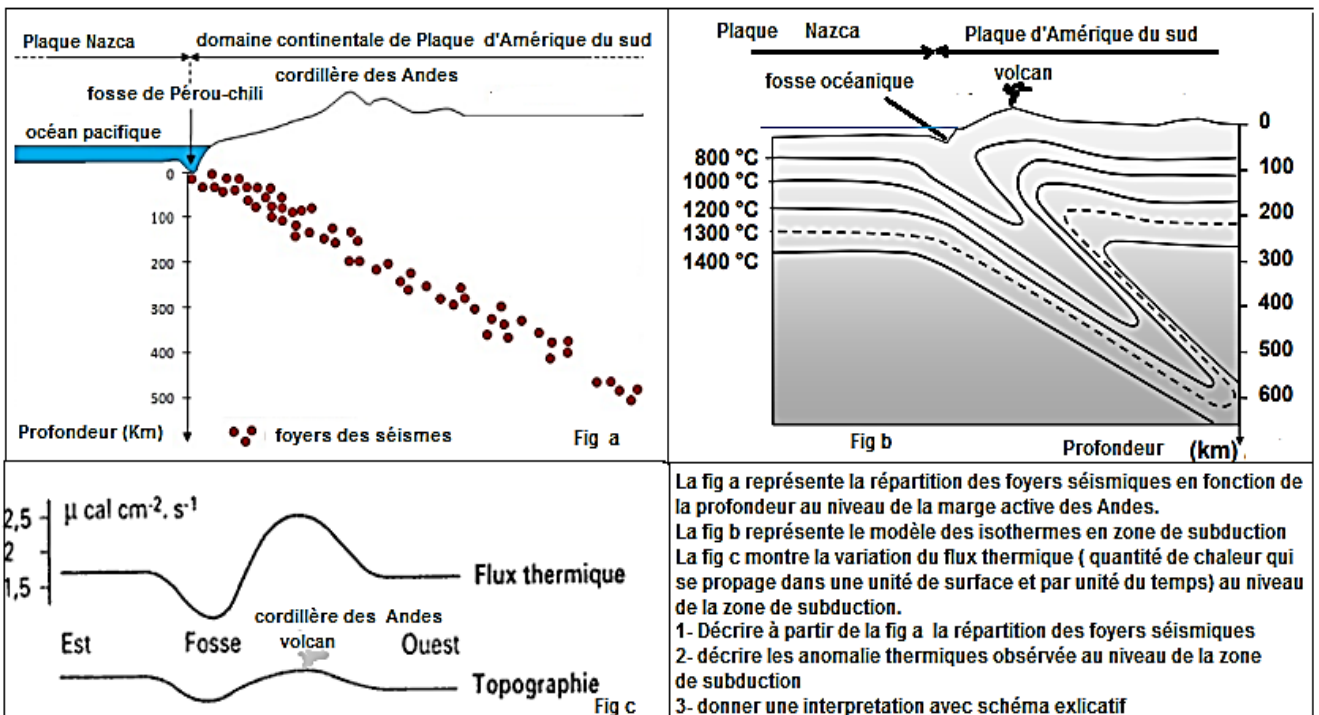 Plaque Nazca
domaine continentale de Plaque d'Amérique du sud
cordillère des Andes
fosse de Pérou-chili
océan pacifique
0
100
200
300
400
500
Profondeur (Km)
foyers des séismes
Fig a
Plaque Nazca
Plaque d'Amérique du sud
fosse océanique
volcan
800 °C
1000 °C
1200 °C
1300 °C
1400 °C
0
100
200
300
400
500
600
Fig b
Profondeur (km)
2,5
2
1,5
µ cal cm-², s-¹
Flux thermique
cordillère des Andes
Est
Fosse
volcan
Ouest
Topographie
Fig c
La fig a représente la répartition des foyers séismiques en fonction de
la profondeur au niveau de la marge active des Andes.
La fig b représente le modèle des isothermes en zone de subduction
La fig c montre la variation du flux thermique ( quantité de chaleur qui
se propage dans une unité de surface et par unité du temps) au niveau
de la zone de subduction.
1- Décrire à partir de la fig a la répartition des foyers séismiques
2- décrire les anomalie thermiques observée au niveau de la zone
de subduction
3- donner une interpretation avec schéma exlicatif